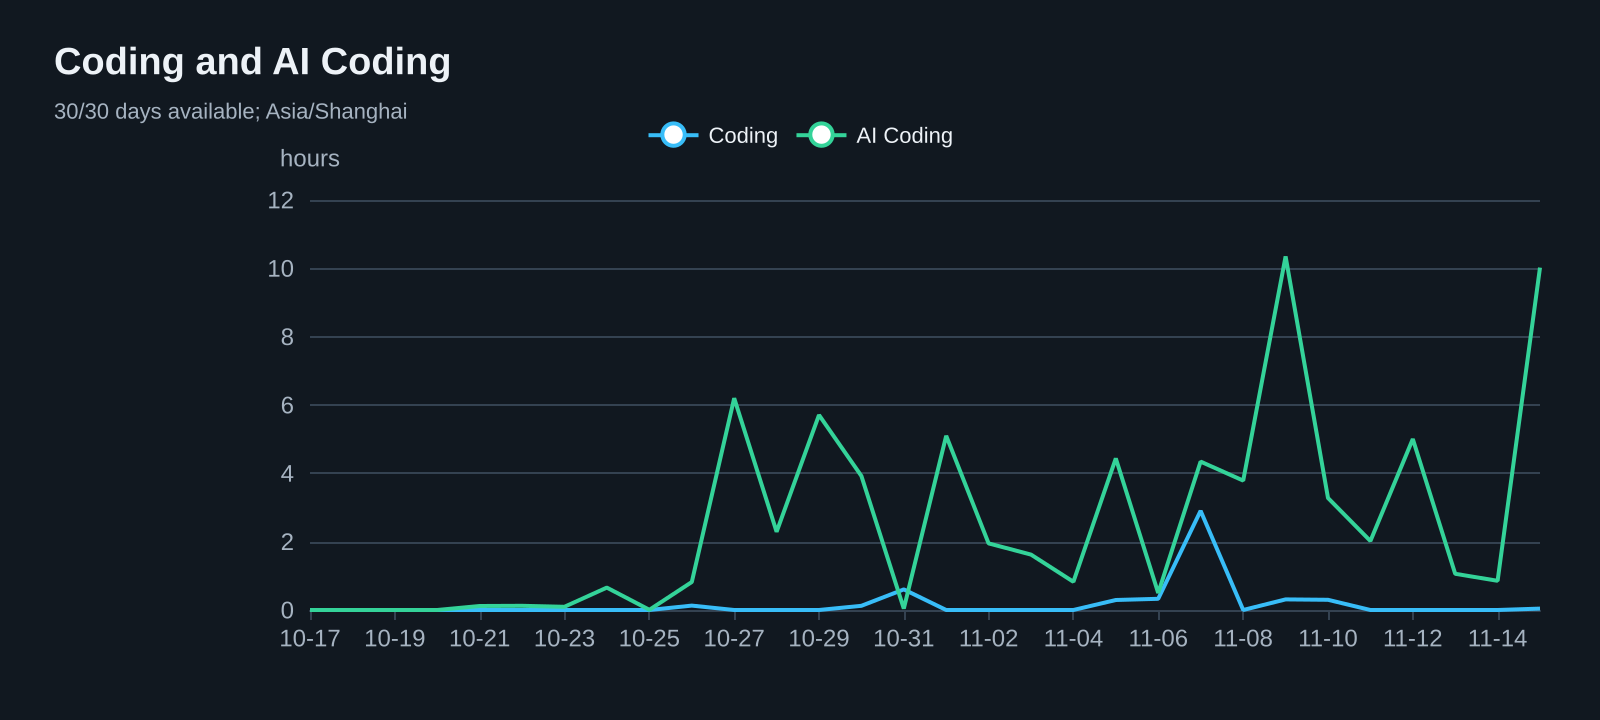 Coding and AI Coding
30/30 days available; Asia/Shanghai
Coding AI Coding
hours
12
10
8
6
4
2
0
10-17 10-19 10-21 10-23 10-25 10-27 10-29 10-31 11-02 11-04 11-06 11-08 11-10 11-12 11-14